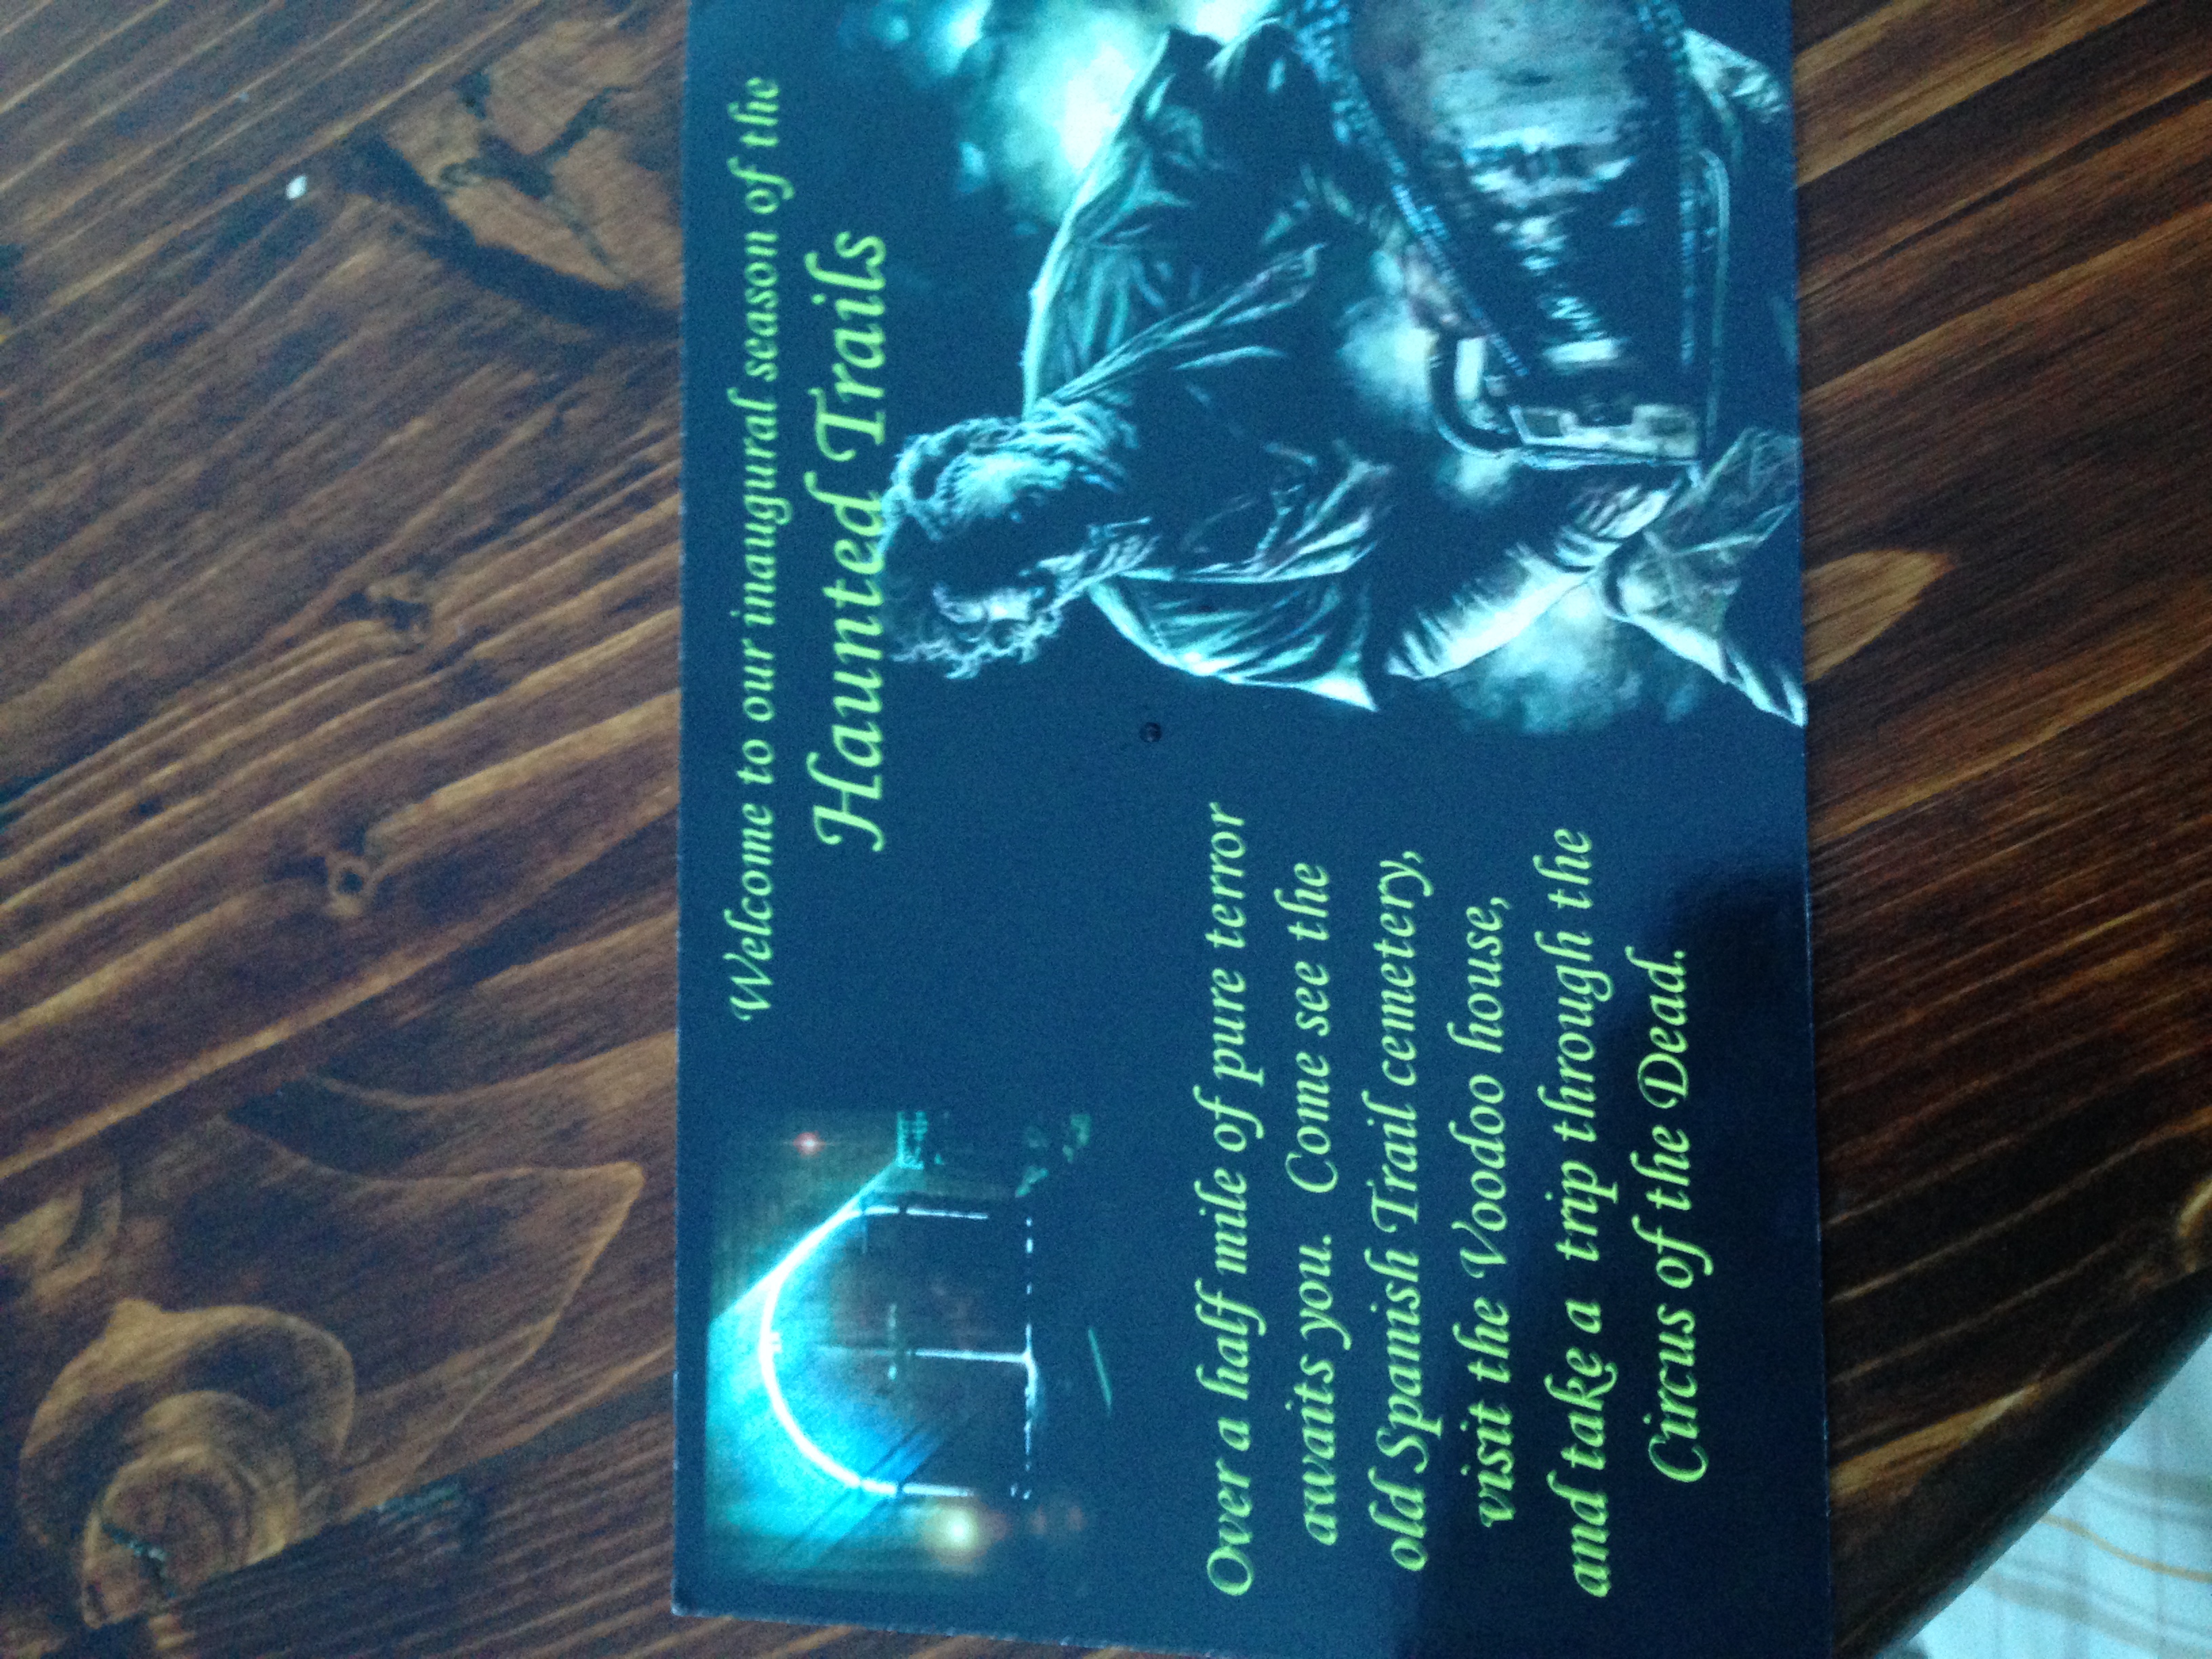 Welcome to our inaugural season of the
Haunted Trails
Over a half mile of pure terror
awaits you.  Come see the
old Spanish Trail cemetery,
visit the Voodoo house,
and take a  trip through the
Circus of the Dead.